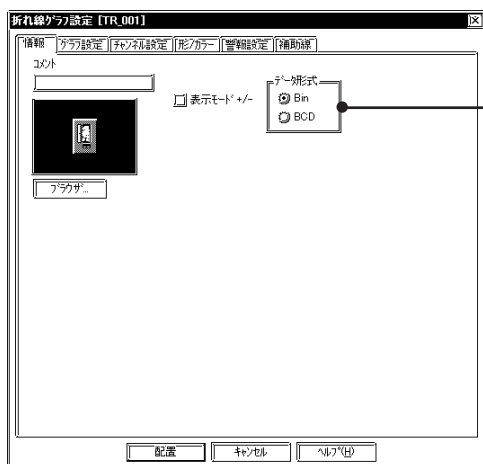 折れ線ｸﾞﾗﾌ設定 [TR_001]
情報 ｸﾞﾗﾌ設定 ﾁｬﾝﾈﾙ設定 形/ｶﾗｰ 警報設定 補助線
ｺﾒﾝﾄ
表示ﾓｰﾄﾞ +/-
ﾃﾞｰﾀ形式
Bin
BCD
ﾌﾞﾗｳｻﾞ...
配置 ｷｬﾝｾﾙ ﾍﾙﾌﾟ(H)